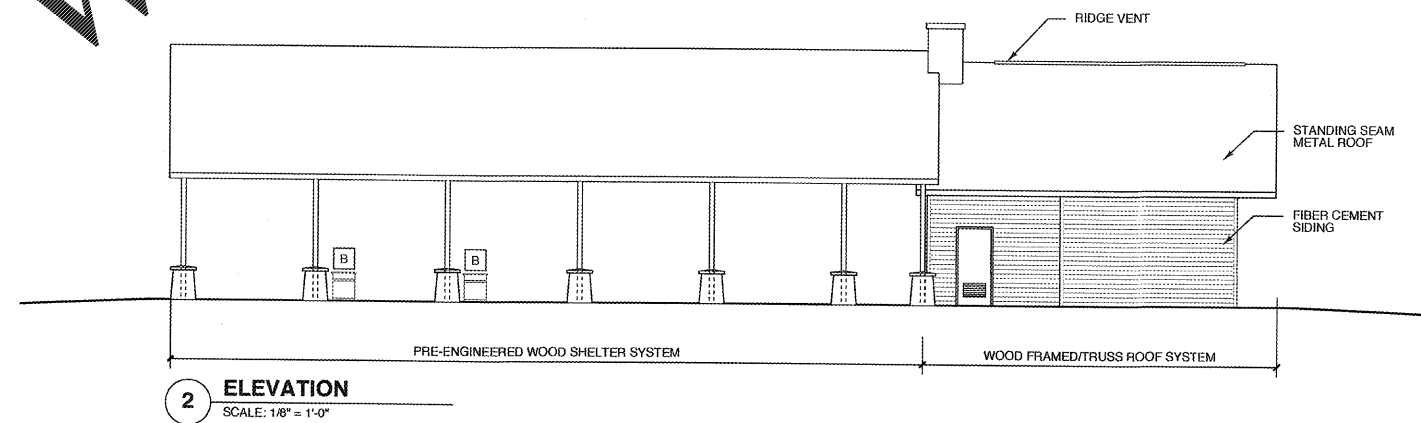 RIDGE VENT
STANDING SEAM
METAL ROOF
FIBER CEMENT
SIDING
B
B
PRE-ENGINEERED WOOD SHELTER SYSTEM
WOOD FRAMED/TRUSS ROOF SYSTEM
2
ELEVATION
SCALE: 1/8" = 1'-0"